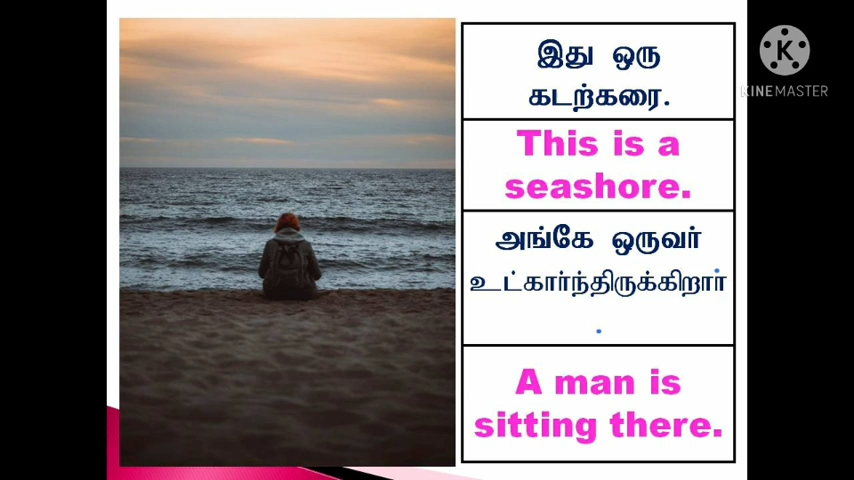 இது ஒரு
கடற்கரை.
This is a
seashore.
அங்கே ஒருவர்
உட்கார்ந்திருக்கிறார்
.
A man is
sitting there.
K
KINEMASTER